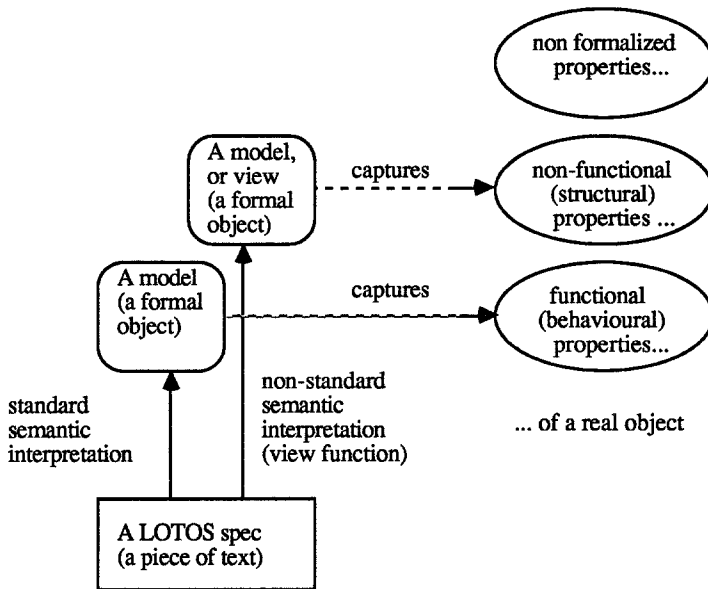 non formalized
properties...
A model,
or view
(a formal
object)
captures
non-functional
(structural)
properties ...
A model
(a formal
object)
captures
functional
(behavioural)
properties...
standard
semantic
interpretation
non-standard
semantic
interpretation
(view function)
... of a real object
A LOTOS spec
(a piece of text)